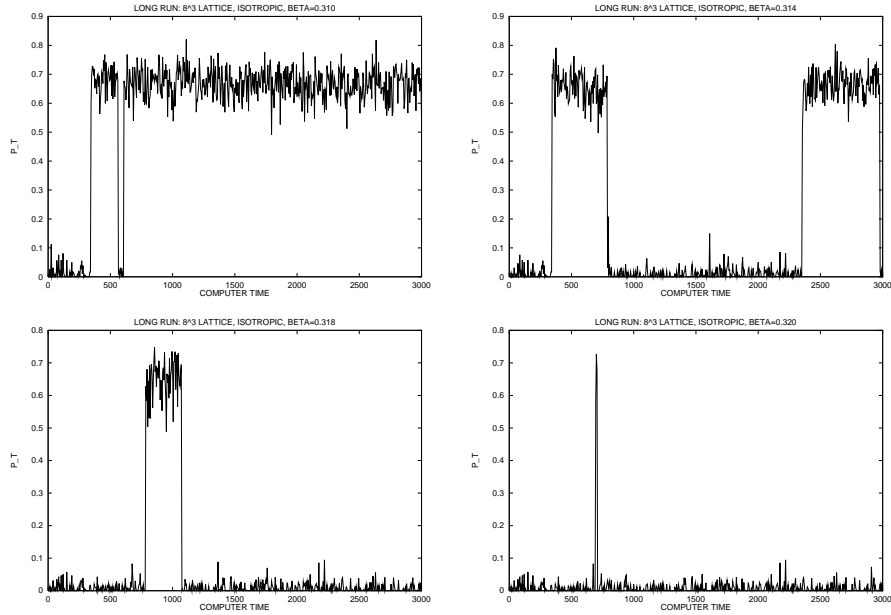 LONG RUN: 8^3 LATTICE, ISOTROPIC, BETA=0.310
0.9
0.8
0.7
0.6
0.5
0.4
0.3
0.2
0.1
0
P_T
0 500 1000 1500 2000 2500 3000
COMPUTER TIME
LONG RUN: 8^3 LATTICE, ISOTROPIC, BETA=0.314
0.9
0.8
0.7
0.6
0.5
0.4
0.3
0.2
0.1
0
P_T
0 500 1000 1500 2000 2500 3000
COMPUTER TIME
LONG RUN: 8^3 LATTICE, ISOTROPIC, BETA=0.318
0.8
0.7
0.6
0.5
0.4
0.3
0.2
0.1
0
P_T
0 500 1000 1500 2000 2500 3000
COMPUTER TIME
LONG RUN: 8^3 LATTICE, ISOTROPIC, BETA=0.320
0.8
0.7
0.6
0.5
0.4
0.3
0.2
0.1
0
P_T
0 500 1000 1500 2000 2500 3000
COMPUTER TIME